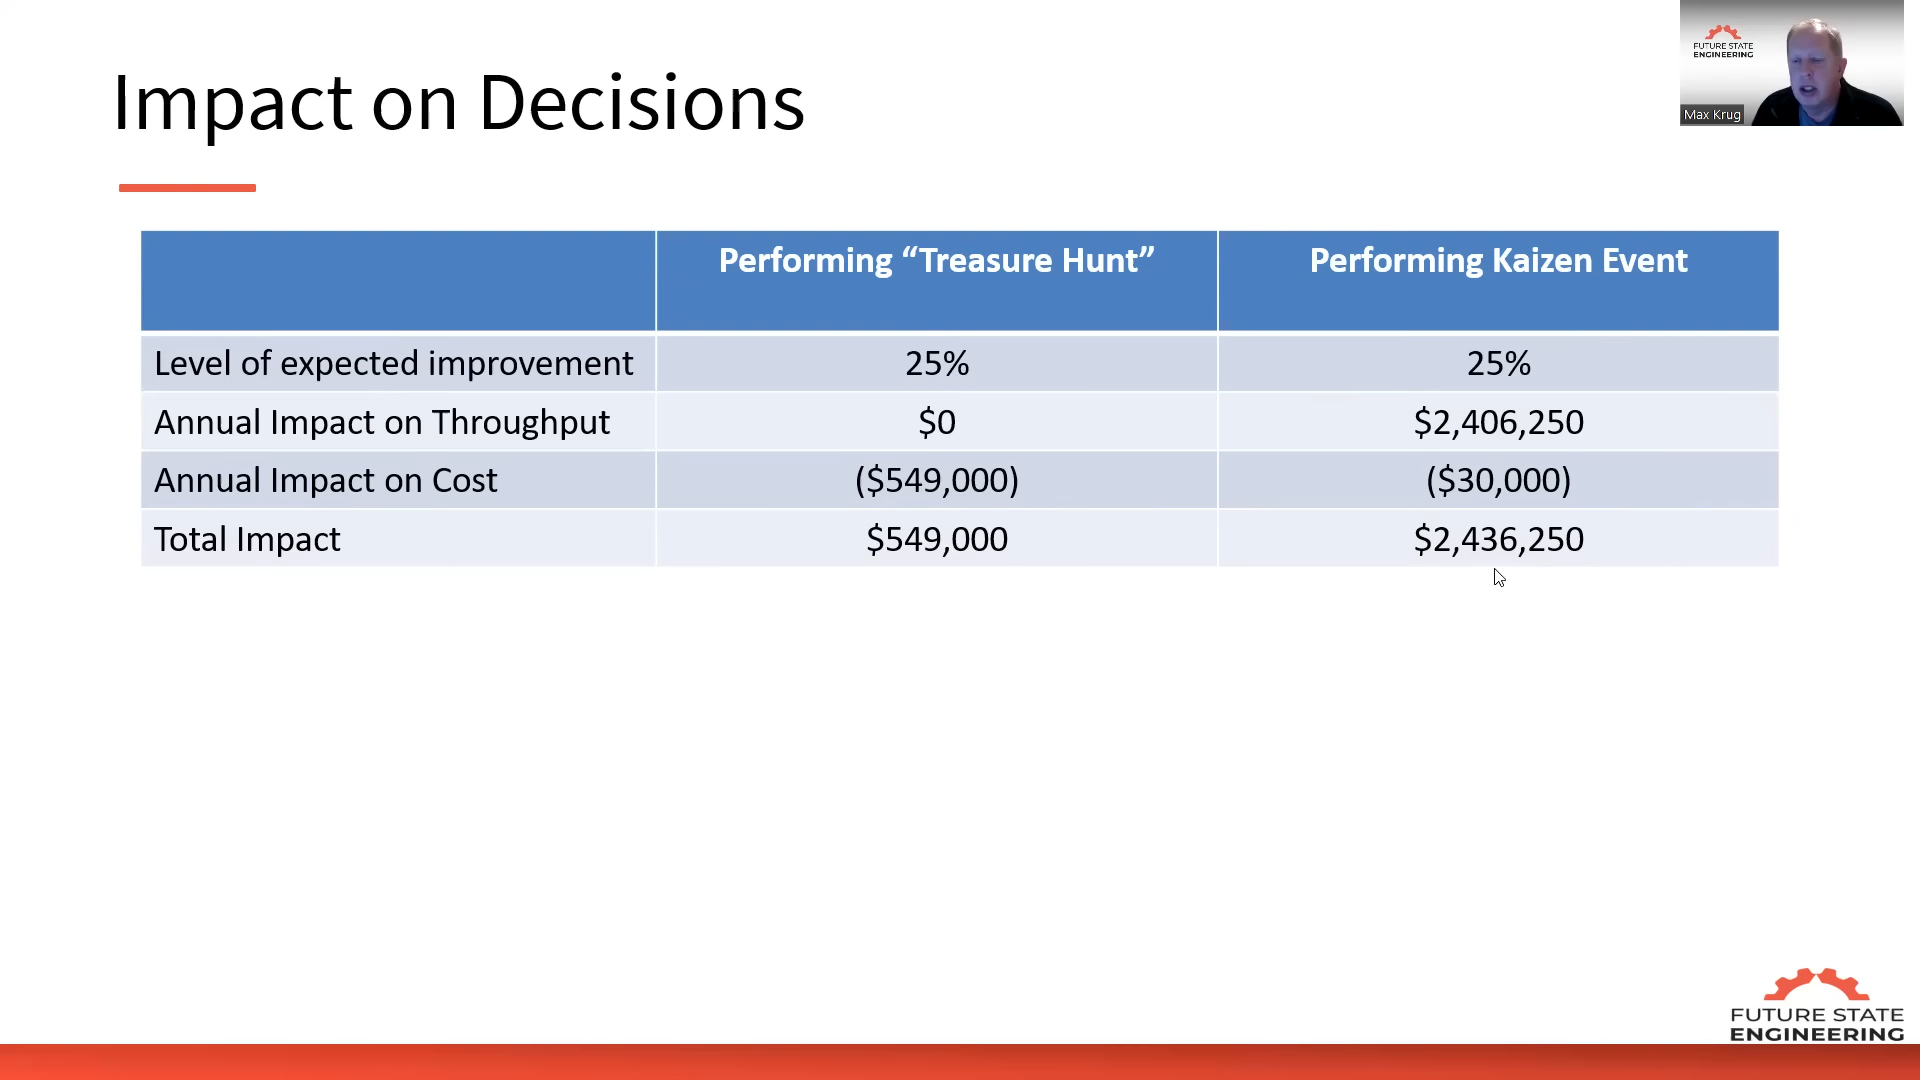 Impact on Decisions
FUTURE STATE
ENGINEERING
Max Krug
Performing “Treasure Hunt” Performing Kaizen Event
Level of expected improvement 25% 25%
Annual Impact on Throughput $0 $2,406,250
Annual Impact on Cost ($549,000) ($30,000)
Total Impact $549,000 $2,436,250
FUTURE STATE
ENGINEERING